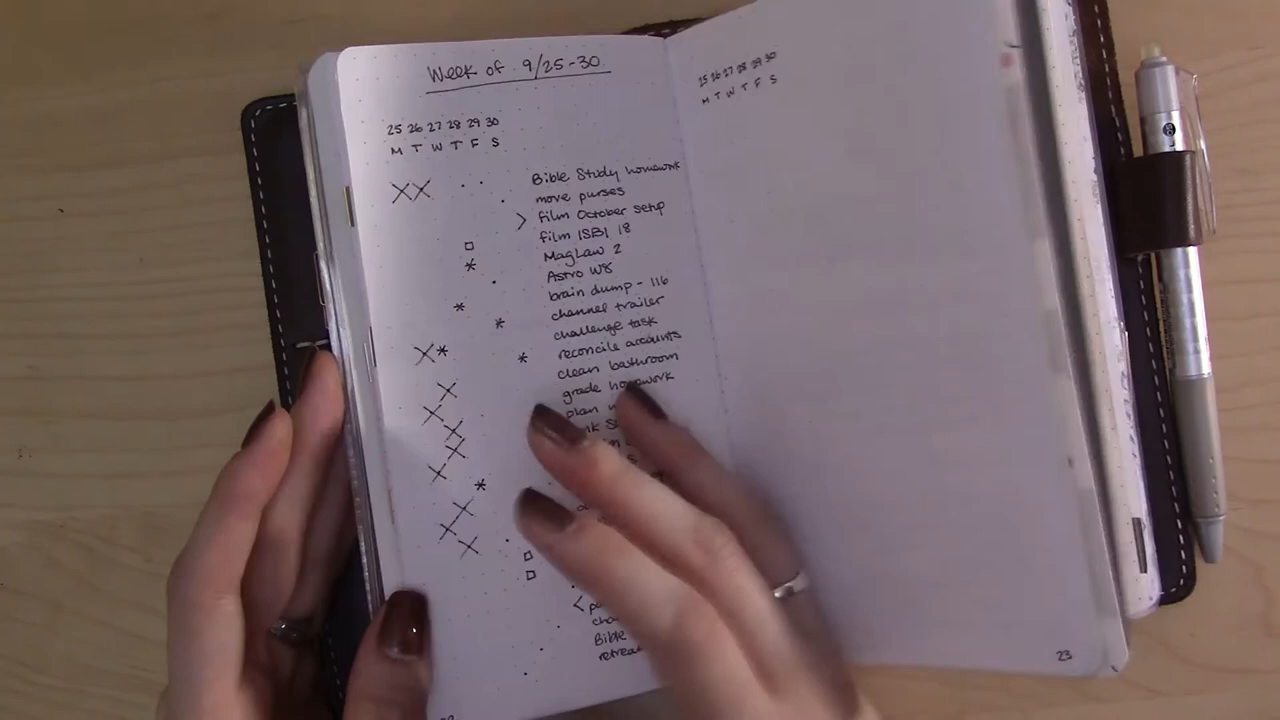 Week of 9/25-30
25 26 27 28 29 30
M T W T F S
Bible Study homework
move purses
film October setup
film ISBI 18
MagLaw 2
Astro W8
brain dump - 116
channel trailer
challenge task
reconcile accounts
clean bathroom
grade homework
plan
Bible
25 26 27 28 29 30
M T W T F S
23